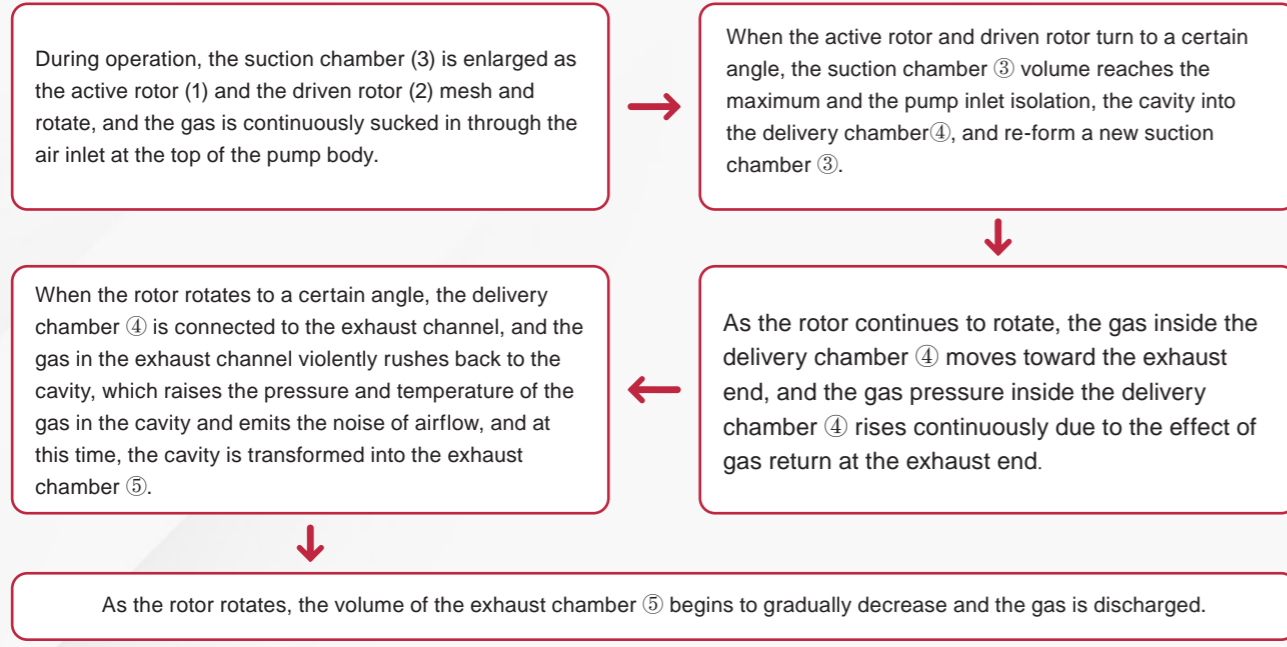 During operation, the suction chamber (3) is enlarged as
the active rotor (1) and the driven rotor (2) mesh and
rotate, and the gas is continuously sucked in through the
air inlet at the top of the pump body.
When the active rotor and driven rotor turn to a certain
angle, the suction chamber ③ volume reaches the
maximum and the pump inlet isolation, the cavity into
the delivery chamber④, and re-form a new suction
chamber ③.
As the rotor continues to rotate, the gas inside the
delivery chamber ④ moves toward the exhaust
end, and the gas pressure inside the delivery
chamber ④ rises continuously due to the effect of
gas return at the exhaust end.
When the rotor rotates to a certain angle, the delivery
chamber ④ is connected to the exhaust channel, and the
gas in the exhaust channel violently rushes back to the
cavity, which raises the pressure and temperature of the
gas in the cavity and emits the noise of airflow, and at
this time, the cavity is transformed into the exhaust
chamber ⑤.
As the rotor rotates, the volume of the exhaust chamber ⑤ begins to gradually decrease and the gas is discharged.